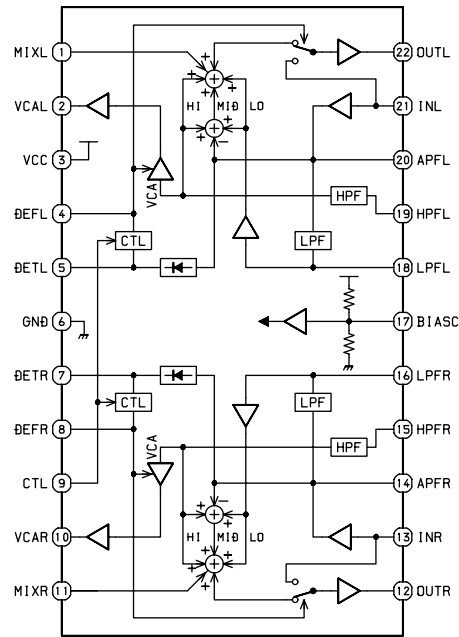 MIXL 1
22 OUTL
VCAL 2
HI MID LO
21 INL
VCC 3
20 APFL
VCA
HPF
DEFL 4
19 HPFL
CTL
LPF
DETL 5
18 LPFL
GND 6
17 BIASC
DETR 7
16 LPFR
CTL
LPF
DEFR 8
15 HPFR
VCA
HPF
CTL 9
14 APFR
VCAR 10
HI MID LO
13 INR
MIXR 11
12 OUTR